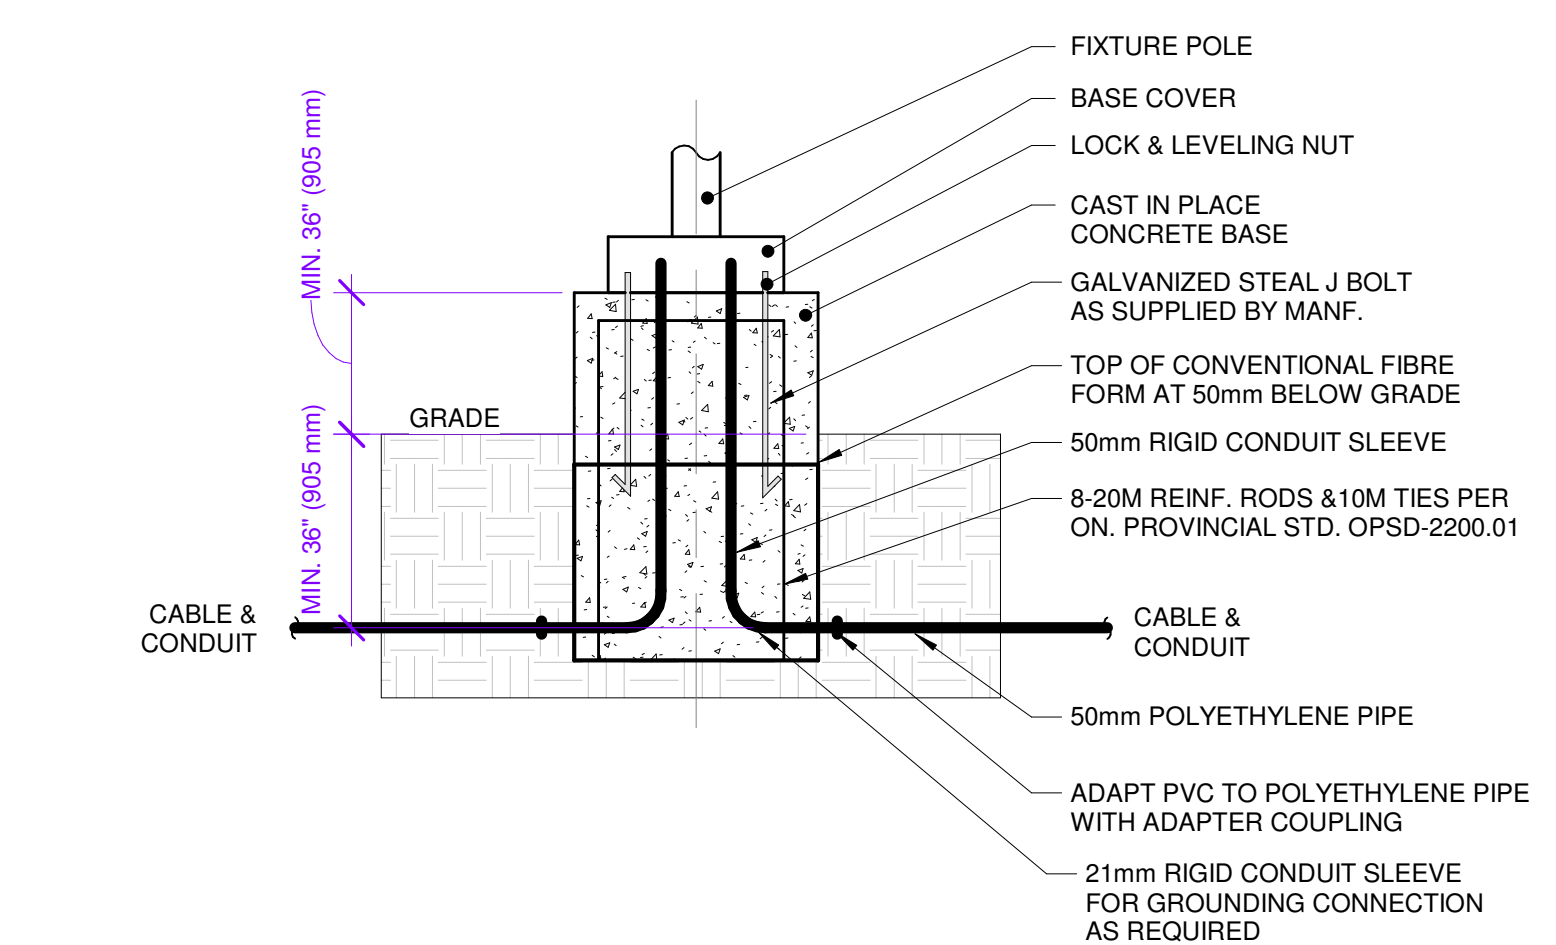 FIXTURE POLE
BASE COVER
LOCK & LEVELING NUT
CAST IN PLACE
CONCRETE BASE
GALVANIZED STEAL J BOLT
AS SUPPLIED BY MANF.
TOP OF CONVENTIONAL FIBRE
FORM AT 50mm BELOW GRADE
50mm RIGID CONDUIT SLEEVE
8-20M REINF. RODS &10M TIES PER
ON. PROVINCIAL STD. OPSD-2200.01
MIN. 36" (905 mm)
GRADE
MIN. 36" (905 mm)
CABLE &
CONDUIT
CABLE &
CONDUIT
50mm POLYETHYLENE PIPE
ADAPT PVC TO POLYETHYLENE PIPE
WITH ADAPTER COUPLING
21mm RIGID CONDUIT SLEEVE
FOR GROUNDING CONNECTION
AS REQUIRED